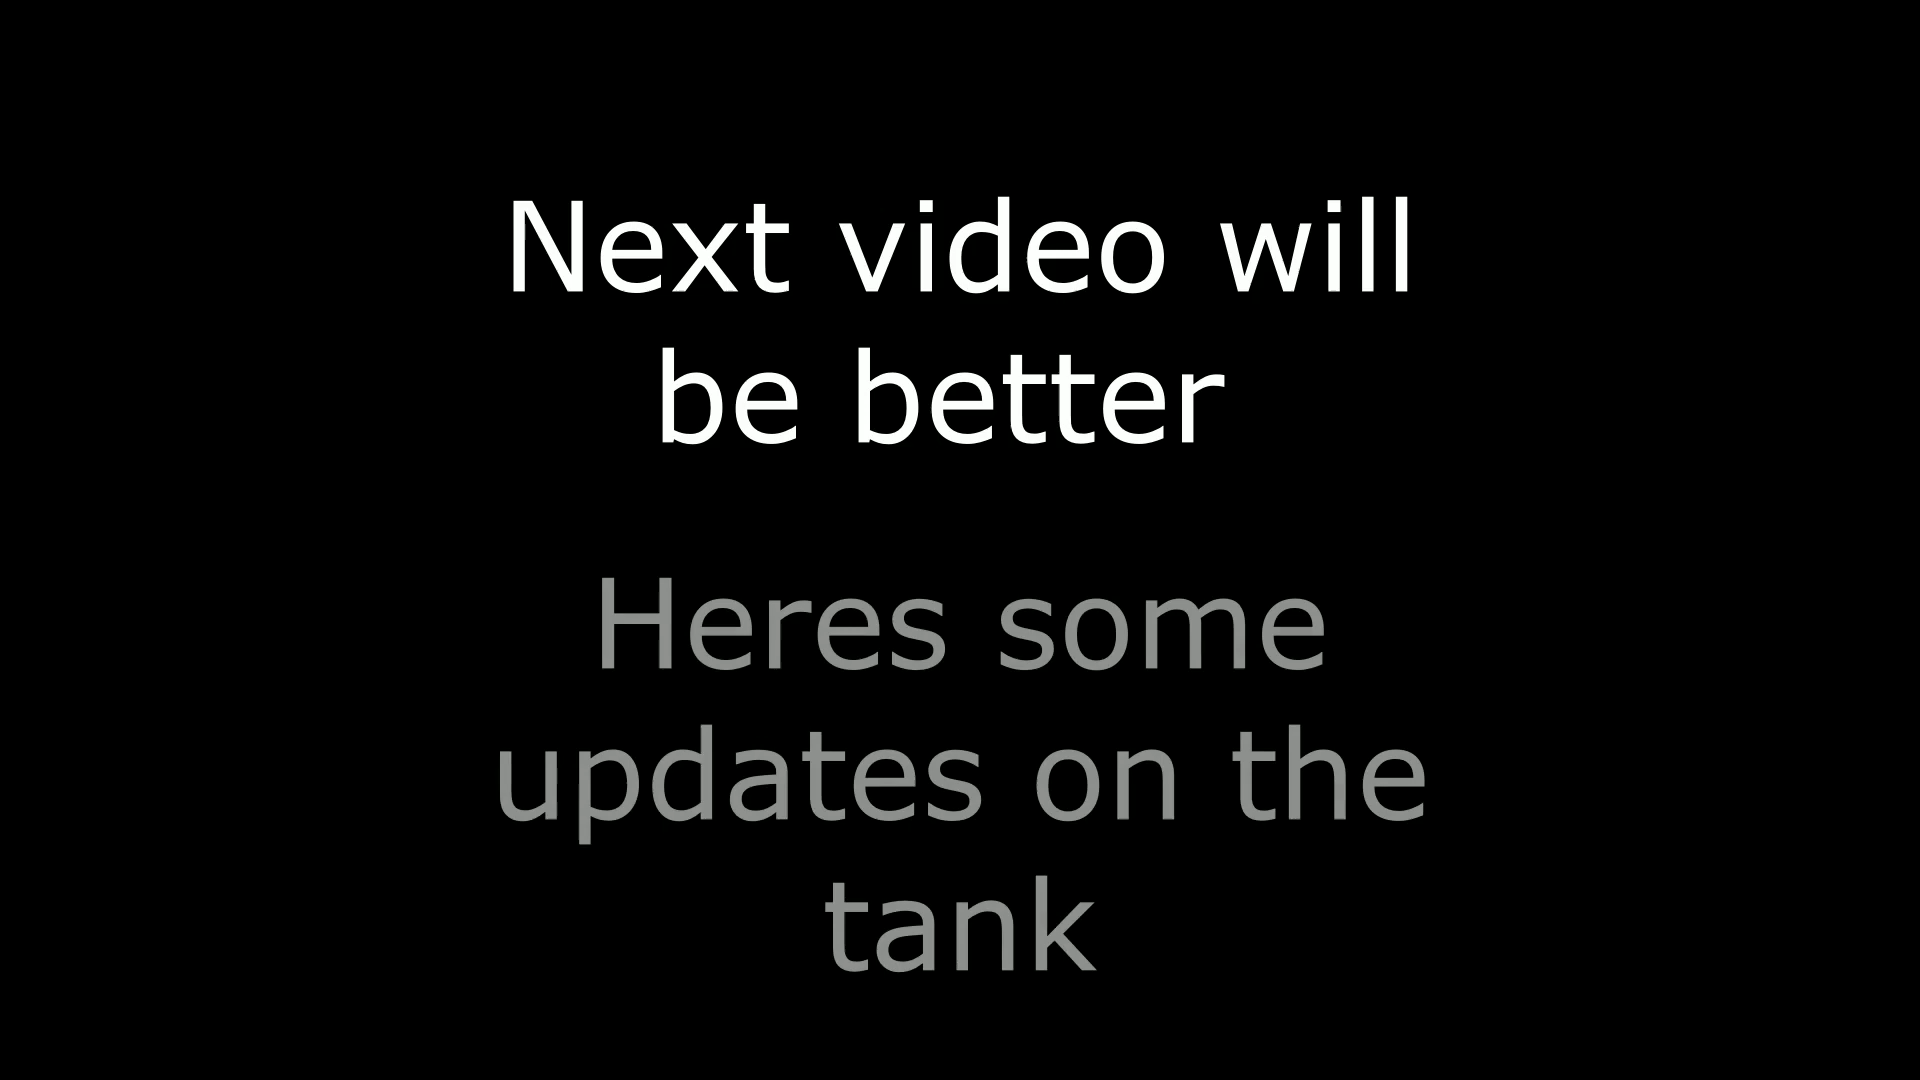 Next video will
be better
Heres some
updates on the
tank